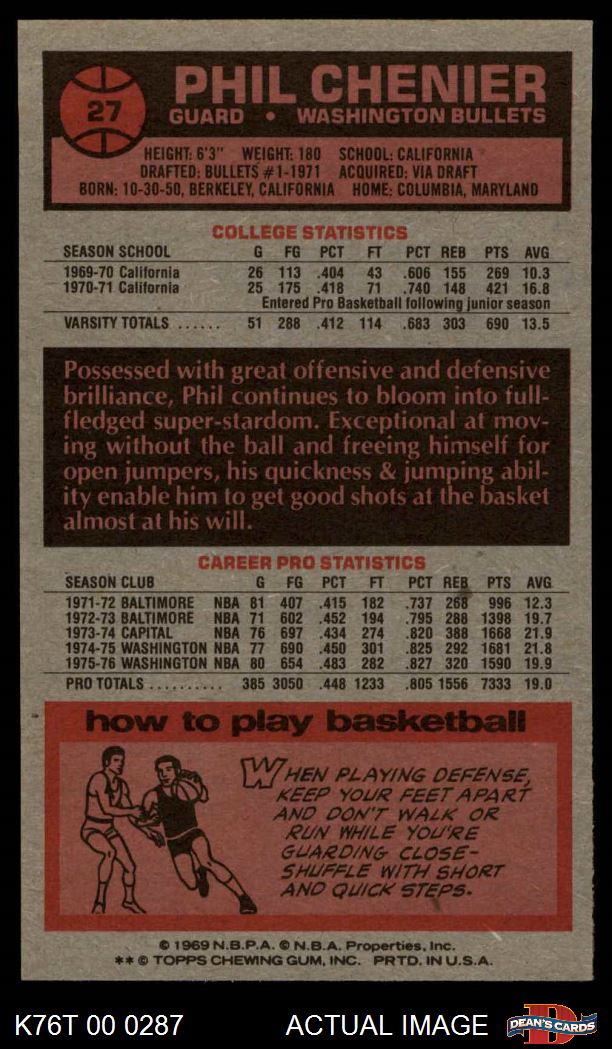 27
PHIL CHENIER
GUARD • WASHINGTON BULLETS
HEIGHT: 6'3" WEIGHT: 180 SCHOOL: CALIFORNIA
DRAFTED: BULLETS #1-1971 ACQUIRED: VIA DRAFT
BORN: 10-30-50, BERKELEY, CALIFORNIA HOME: COLUMBIA, MARYLAND
COLLEGE STATISTICS
SEASON SCHOOL G FG PCT FT PCT REB PTS AVG
1969-70 California 26 113 .404 43 .606 155 269 10.3
1970-71 California 25 175 .418 71 .740 148 421 16.8
Entered Pro Basketball following junior season
VARSITY TOTALS ...... 51 288 .412 114 .683 303 690 13.5
Possessed with great offensive and defensive
brilliance, Phil continues to bloom into full-
fledged super-stardom. Exceptional at mov-
ing without the ball and freeing himself for
open jumpers, his quickness & jumping abil-
ity enable him to get good shots at the basket
almost at his will.
CAREER PRO STATISTICS
SEASON CLUB G FG PCT FT PCT REB PTS AVG
1971-72 BALTIMORE NBA 81 407 .415 182 .737 268 996 12.3
1972-73 BALTIMORE NBA 71 602 .452 194 .795 288 1398 19.7
1973-74 CAPITAL NBA 76 697 .434 274 .820 388 1668 21.9
1974-75 WASHINGTON NBA 77 690 .450 301 .825 292 1681 21.8
1975-76 WASHINGTON NBA 80 654 .483 282 .827 320 1590 19.9
PRO TOTALS .......... 385 3050 .448 1233 .805 1556 7333 19.0
how to play basketball
WHEN PLAYING DEFENSE,
KEEP YOUR FEET APART
AND DON'T WALK OR
RUN WHILE YOU'RE
GUARDING CLOSE-
SHUFFLE WITH SHORT
AND QUICK STEPS.
© 1969 N.B.P.A. © N.B.A. Properties, Inc.
** © TOPPS CHEWING GUM, INC. PRTD. IN U.S.A.
K76T 00 0287 ACTUAL IMAGE D DEAN'S CARDS